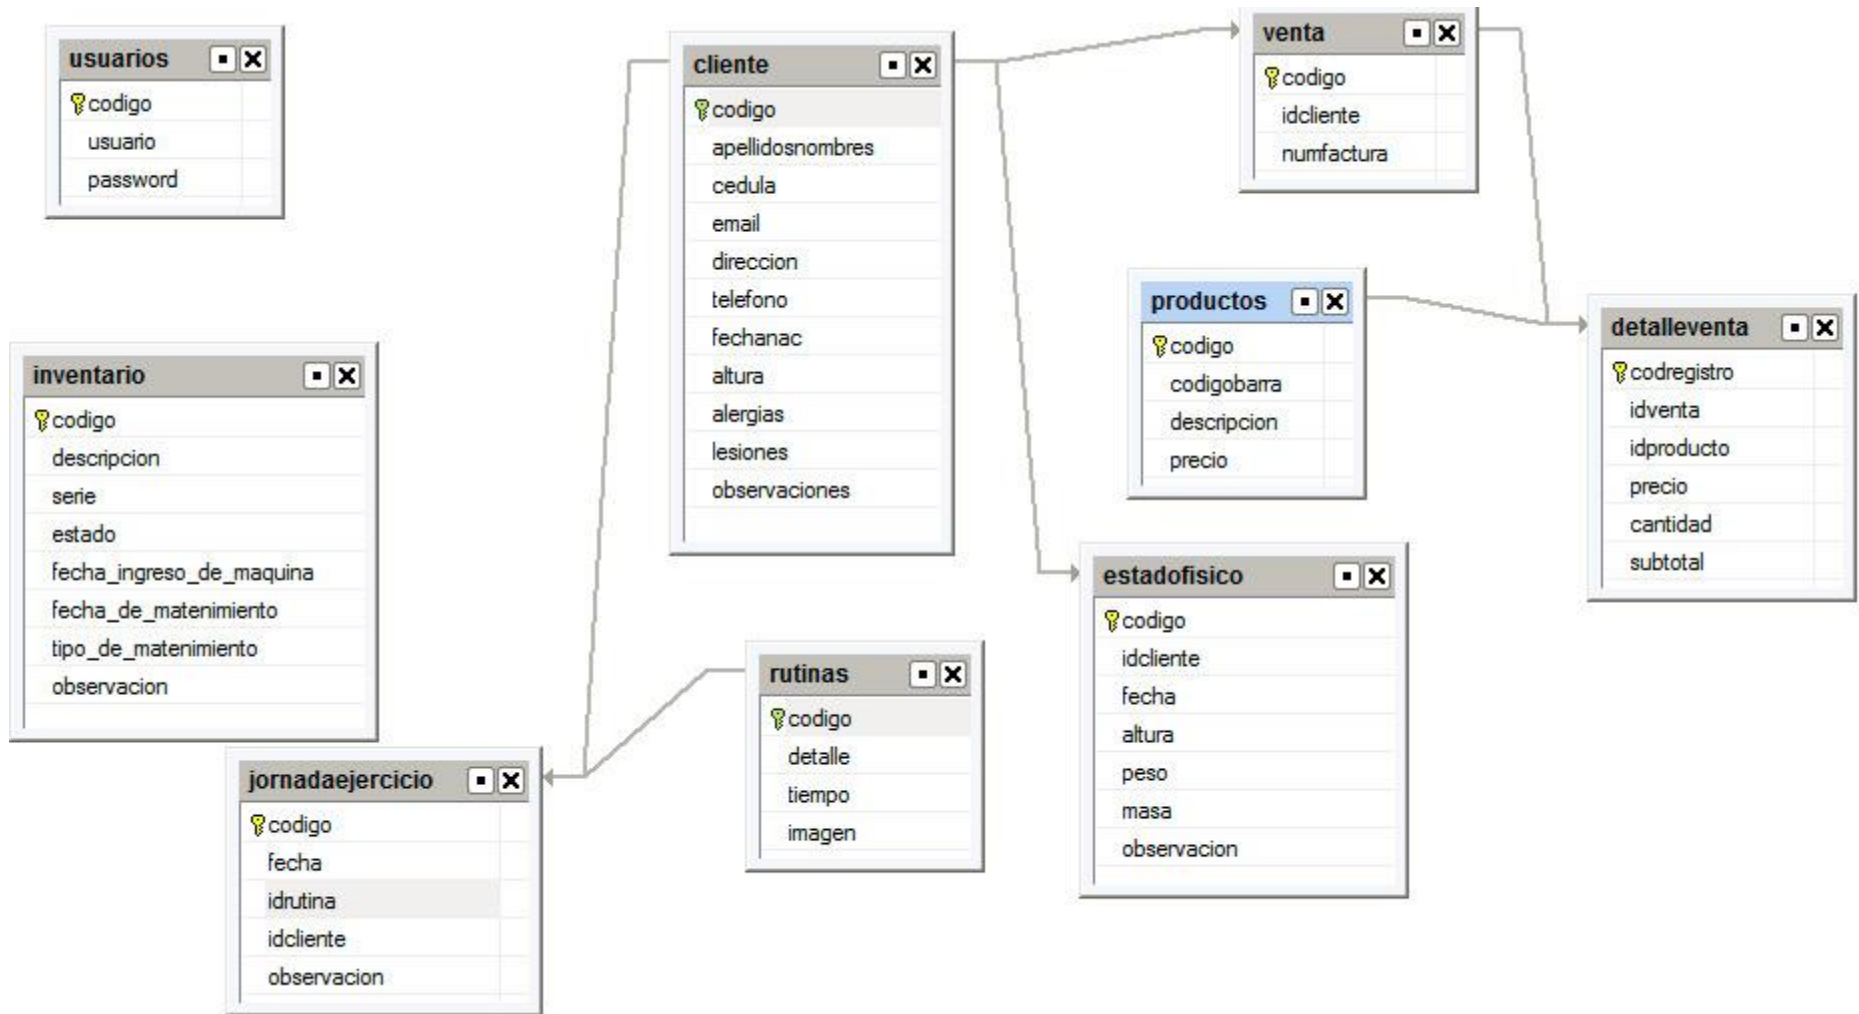 usuarios
codigo
usuario
password
cliente
codigo
apellidosnombres
cedula
email
direccion
telefono
fechanac
altura
alergias
lesiones
observaciones
venta
codigo
idcliente
numfactura
productos
codigo
codigobarra
descripcion
precio
detalleventa
codregistro
idventa
idproducto
precio
cantidad
subtotal
inventario
codigo
descripcion
serie
estado
fecha_ingreso_de_maquina
fecha_de_matenimiento
tipo_de_matenimiento
observacion
estadofisico
codigo
idcliente
fecha
altura
peso
masa
observacion
rutinas
codigo
detalle
tiempo
imagen
jornadaejercicio
codigo
fecha
idrutina
idcliente
observacion